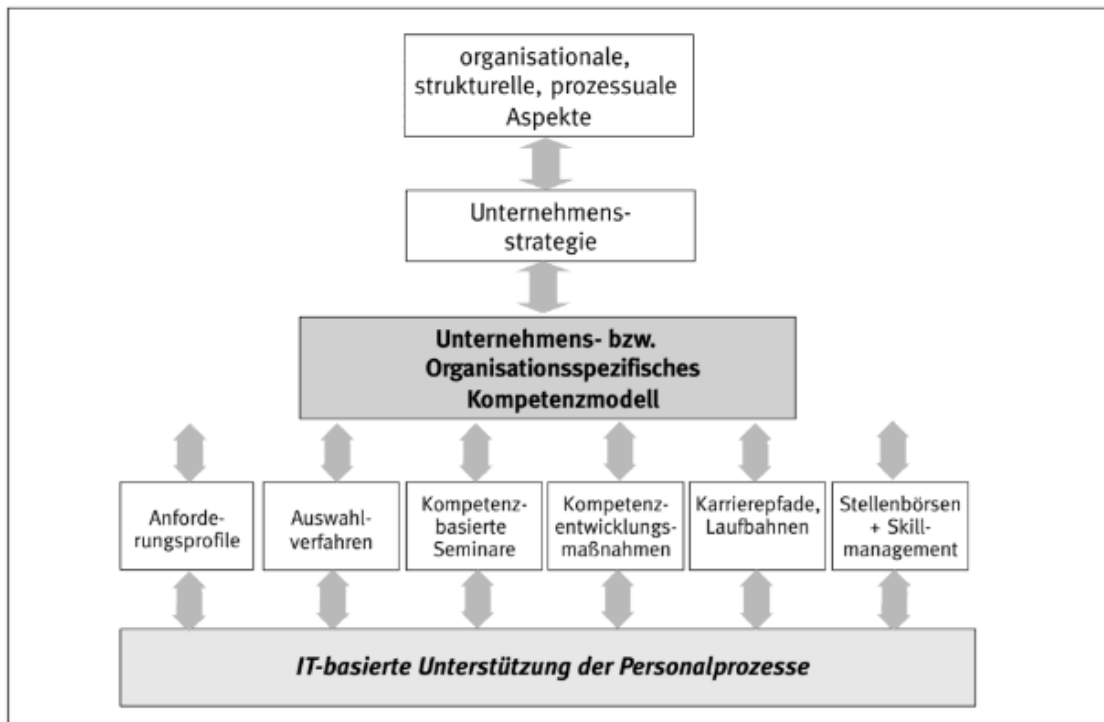 organisationale,
strukturelle, prozessuale
Aspekte
Unternehmens-
strategie
Unternehmens- bzw.
Organisationsspezifisches
Kompetenzmodell
Anforde-
rungsprofile
Auswahl-
verfahren
Kompetenz-
basierte
Seminare
Kompetenz-
entwicklungs-
maßnahmen
Karrierepfade,
Laufbahnen
Stellenbörsen
+ Skill-
management
IT-basierte Unterstützung der Personalprozesse